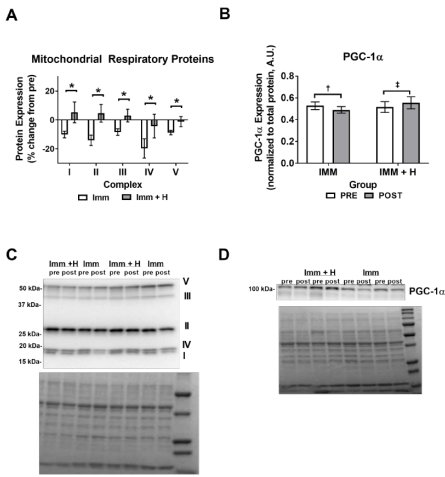 A
Mitochondrial Respiratory Proteins
Protein Expression
(% change from pre)
20
0
-20
* * * * *
I II III IV V
Complex
Imm Imm + H
B
PGC-1α
PGC-1α Expression
(normalized to total protein, A.U.)
0.8
0.6
0.4
0.2
0.0
† ‡
IMM IMM + H
Group
PRE POST
C
Imm +H Imm Imm + H Imm
pre post pre post pre post pre post
50 kDa-
37 kDa-
25 kDa-
20 kDa-
15 kDa-
V
III
II
IV
I
D
Imm + H Imm
pre post pre post pre post pre post
100 kDa-
PGC-1α